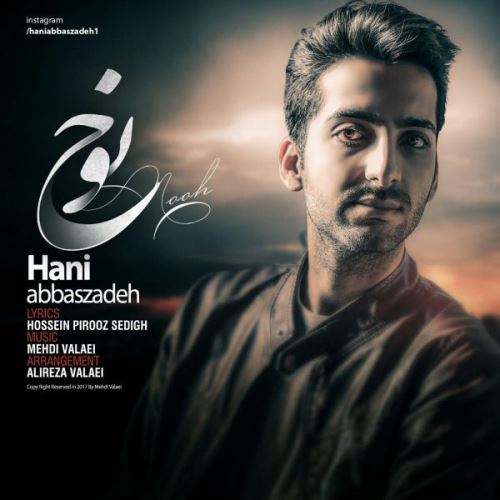 instagram
/haniabbaszadeh1
نوح
Nooh
Hani
abbaszadeh
LYRICS
HOSSEIN PIROOZ SEDIGH
MUSIC
MEHDI VALAEI
ARRANGEMENT
ALIREZA VALAEI
Copy Right Reserved in 2017 By Mehdi Valaei